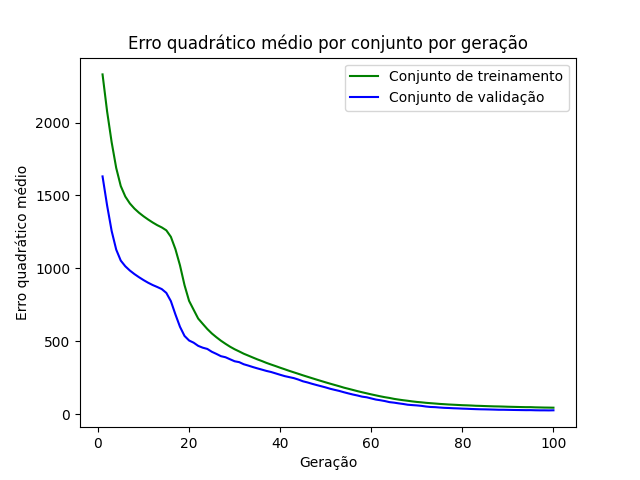 Erro quadrático médio por conjunto por geração
Conjunto de treinamento
Conjunto de validação
2000
1500
1000
500
0
Erro quadrático médio
0 20 40 60 80 100
Geração